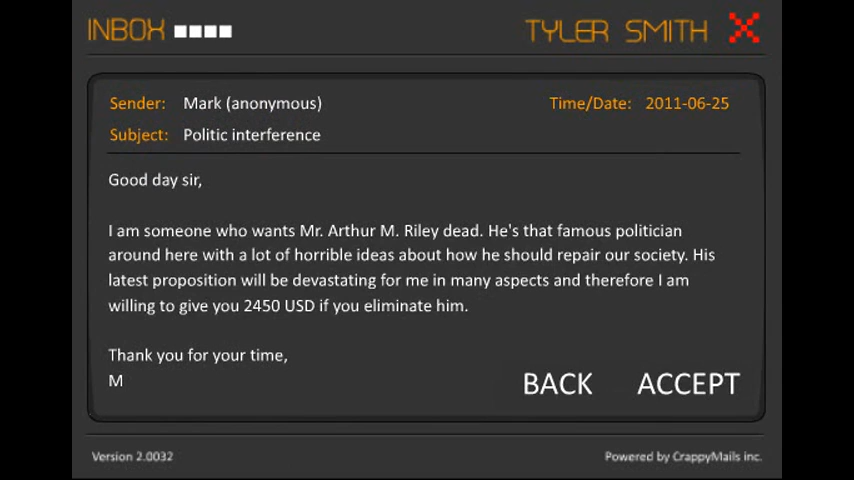 INBOX
TYLER SMITH
Sender: Mark (anonymous)
Time/Date: 2011-06-25
Subject: Politic interference
Good day sir,
I am someone who wants Mr. Arthur M. Riley dead. He's that famous politician
around here with a lot of horrible ideas about how he should repair our society. His
latest proposition will be devastating for me in many aspects and therefore I am
willing to give you 2450 USD if you eliminate him.
Thank you for your time,
M
BACK
ACCEPT
Version 2.0032
Powered by CrappyMails inc.